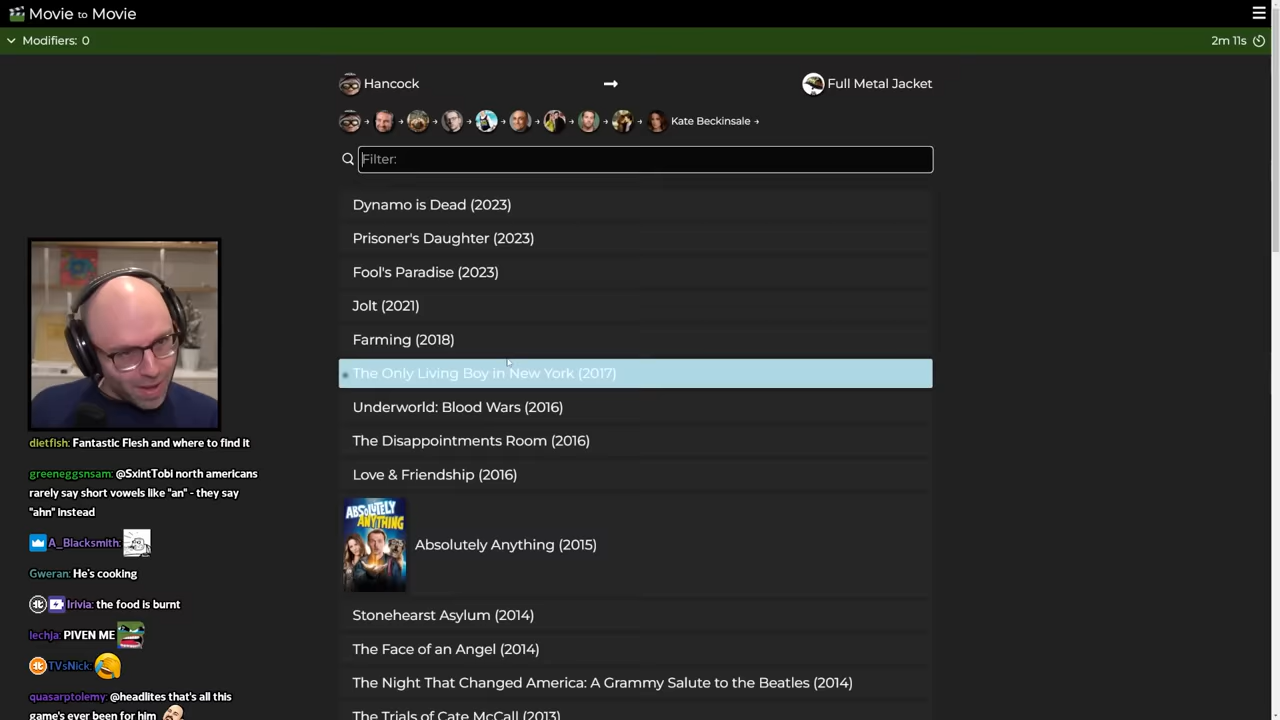 Movie to Movie
Modifiers: 0
2m 11s
Hancock
Full Metal Jacket
Kate Beckinsale
Filter:
Dynamo is Dead (2023)
Prisoner's Daughter (2023)
Fool's Paradise (2023)
Jolt (2021)
Farming (2018)
The Only Living Boy in New York (2017)
Underworld: Blood Wars (2016)
The Disappointments Room (2016)
Love & Friendship (2016)
ABSOLUTELY
ANYTHING
Absolutely Anything (2015)
Stonehearst Asylum (2014)
The Face of an Angel (2014)
The Night That Changed America: A Grammy Salute to the Beatles (2014)
The Trials of Cate McCall (2013)
dietfish: Fantastic Flesh and where to find it
greeneggsnsam: @SxintTobi north americans
rarely say short vowels like "an" - they say
"ahn" instead
A_Blacksmith:
Gweran: He's cooking
Irivia: the food is burnt
lechja: PIVEN ME
TVsNick:
quasarptolemy: @headlites that's all this
game's ever been for him